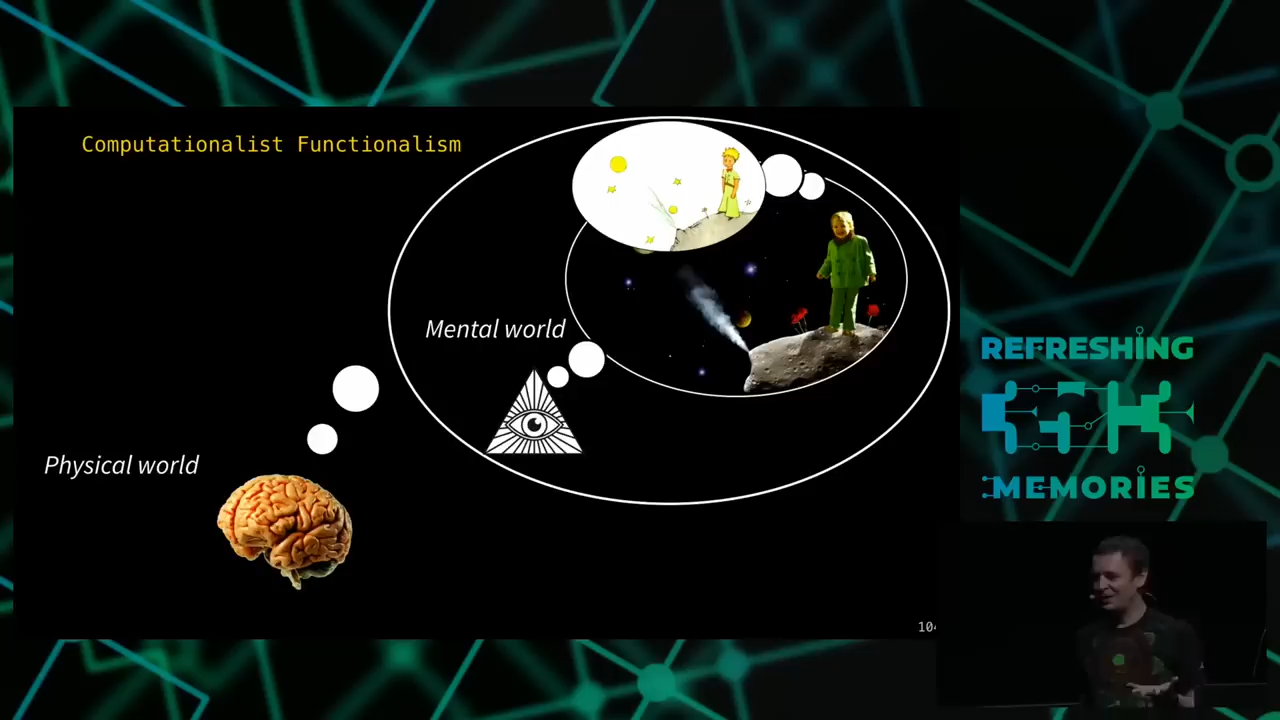 Computationalist Functionalism
Mental world
Physical world
REFRESHING
MEMORIES